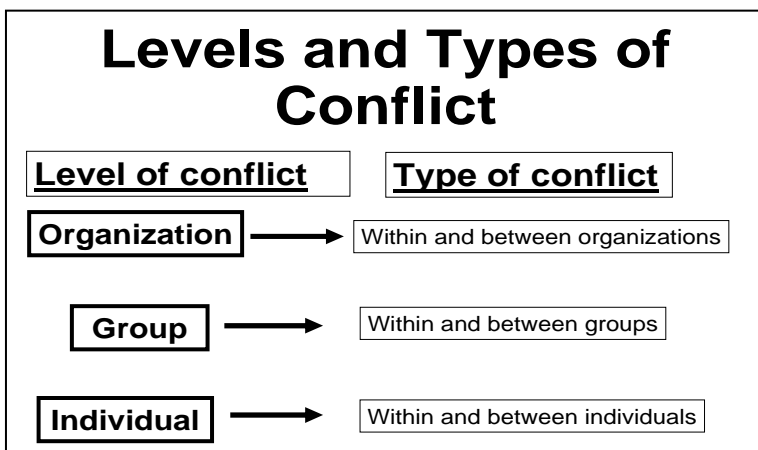 Levels and Types of
Conflict
Level of conflict
Type of conflict
Organization
Within and between organizations
Group
Within and between groups
Individual
Within and between individuals